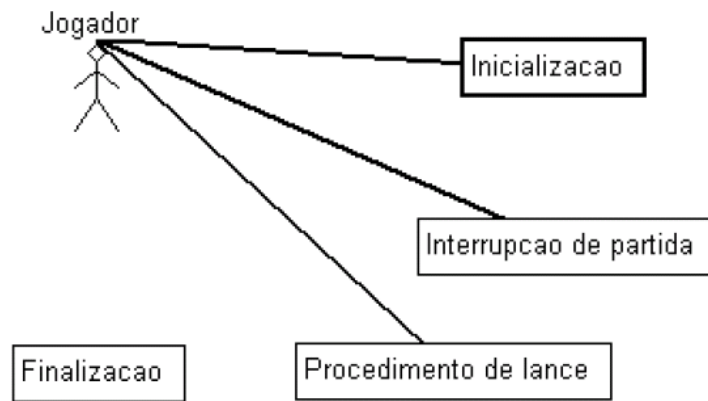 Jogador
Inicializacao
Interrupcao de partida
Procedimento de lance
Finalizacao